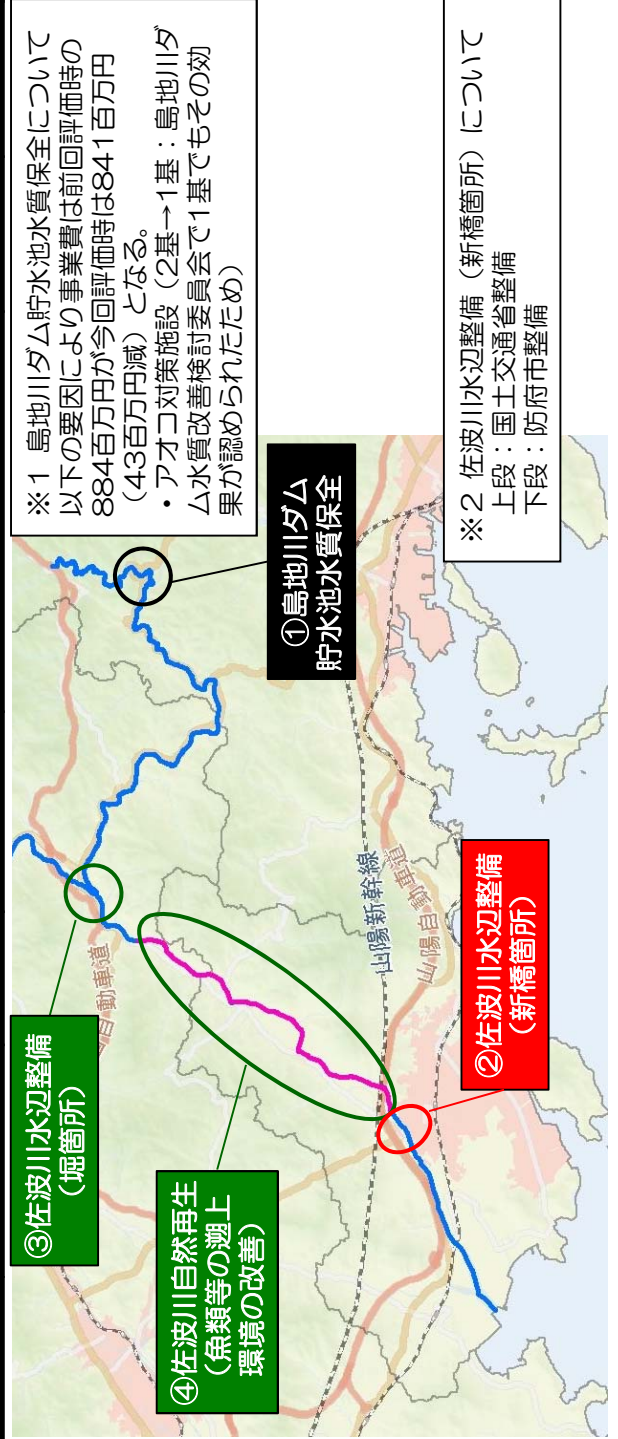 ③佐波川水辺整備
(堀箇所)
④佐波川自然再生
(魚類等の遡上
環境の改善)
自動車道
山陽新幹線
山陽自動車道
②佐波川水辺整備
(新橋箇所)
①島地川ダム
貯水池水質保全
※1 島地川ダム貯水池水質保全について
以下の要因により事業費は前回評価時の
884百万円が今回評価時は841百万円
(43百万円減)となる。
・アオコ対策施設(2基→1基:島地川ダ
ム水質改善検討委員会で1基でもその効
果が認められたため)
※2 佐波川水辺整備(新橋箇所)について
上段:国土交通省整備
下段:防府市整備